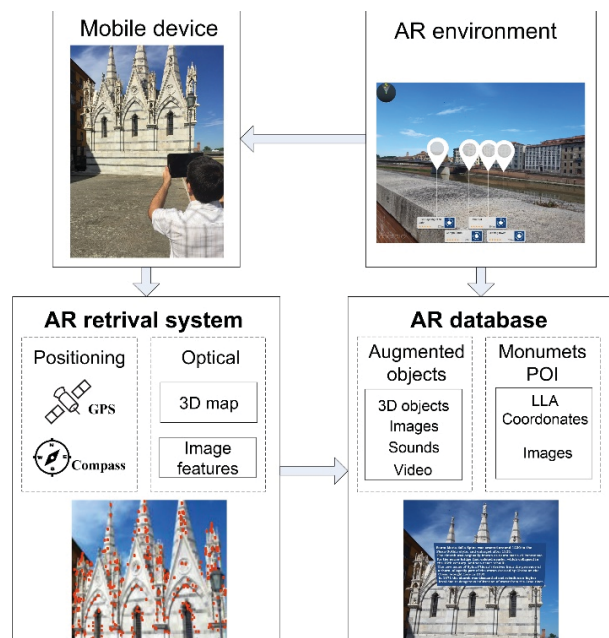 Mobile device
AR environment
AR retrival system
Positioning
GPS
Compass
Optical
3D map
Image
features
AR database
Augmented
objects
3D objects
Images
Sounds
Video
Monumets
POI
LLA
Coordonates
Images